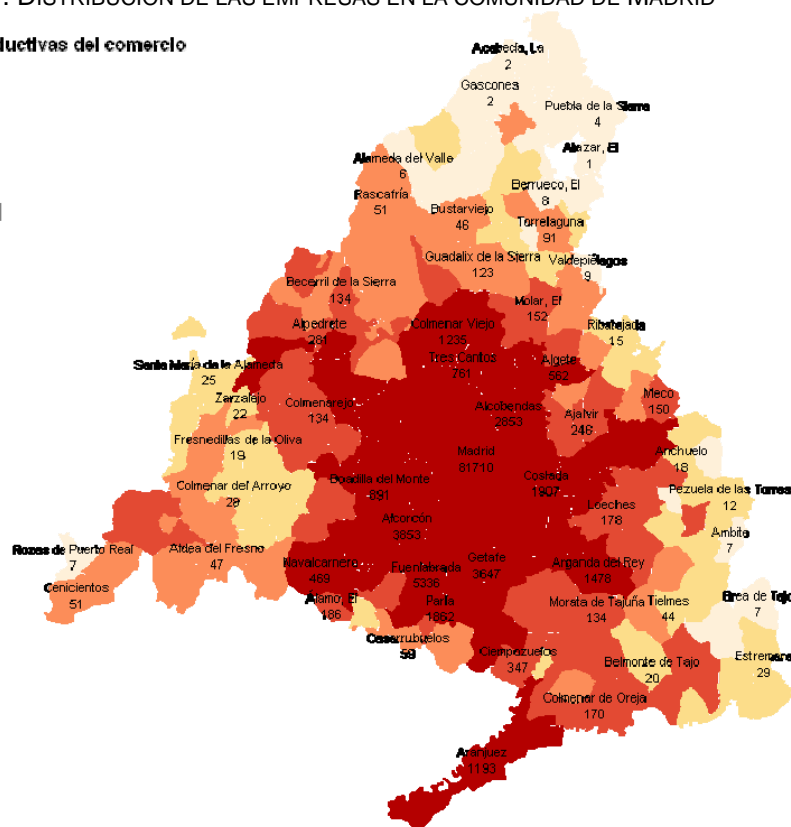 . DISTRIBUCIÓN DE LAS EMPRESAS EN LA COMUNIDAD DE MADRID
ductivas del comercio
Acebeda, La
2
Gascones
2
Puebla de la Sierra
4
Atazar, El
1
Alameda del Valle
6
Berrueco, El
8
Rascafría
51
Bustarviejo
46
Torrelaguna
91
Guadalix de la Sierra
123
Valdepiélagos
9
Becerril de la Sierra
134
Molar, El
152
Alpedrete
281
Colmenar Viejo
1235
Ribatejada
15
Tres Cantos
761
Algete
562
Santa María de la Alameda
25
Zarzalejo
22
Colmenarejo
134
Alcobendas
2853
Ajalvir
246
Meco
150
Fresnedillas de la Oliva
19
Madrid
81710
Anchuelo
18
Colmenar del Arroyo
28
Boadilla del Monte
891
Coslada
1907
Pezuela de las Torres
12
Loeches
178
Alcorcón
3853
Ambite
7
Rozas de Puerto Real
7
Aldea del Fresno
47
Navalcarnero
469
Fuenlabrada
5336
Getafe
3647
Arganda del Rey
1478
Cenicientos
51
Álamo, El
186
Parla
1862
Morata de Tajuña
134
Tielmes
44
Brea de Tajo
7
Casarrubuelos
59
Ciempozuelos
347
Belmonte de Tajo
20
Estremera
29
Colmenar de Oreja
170
Aranjuez
1193